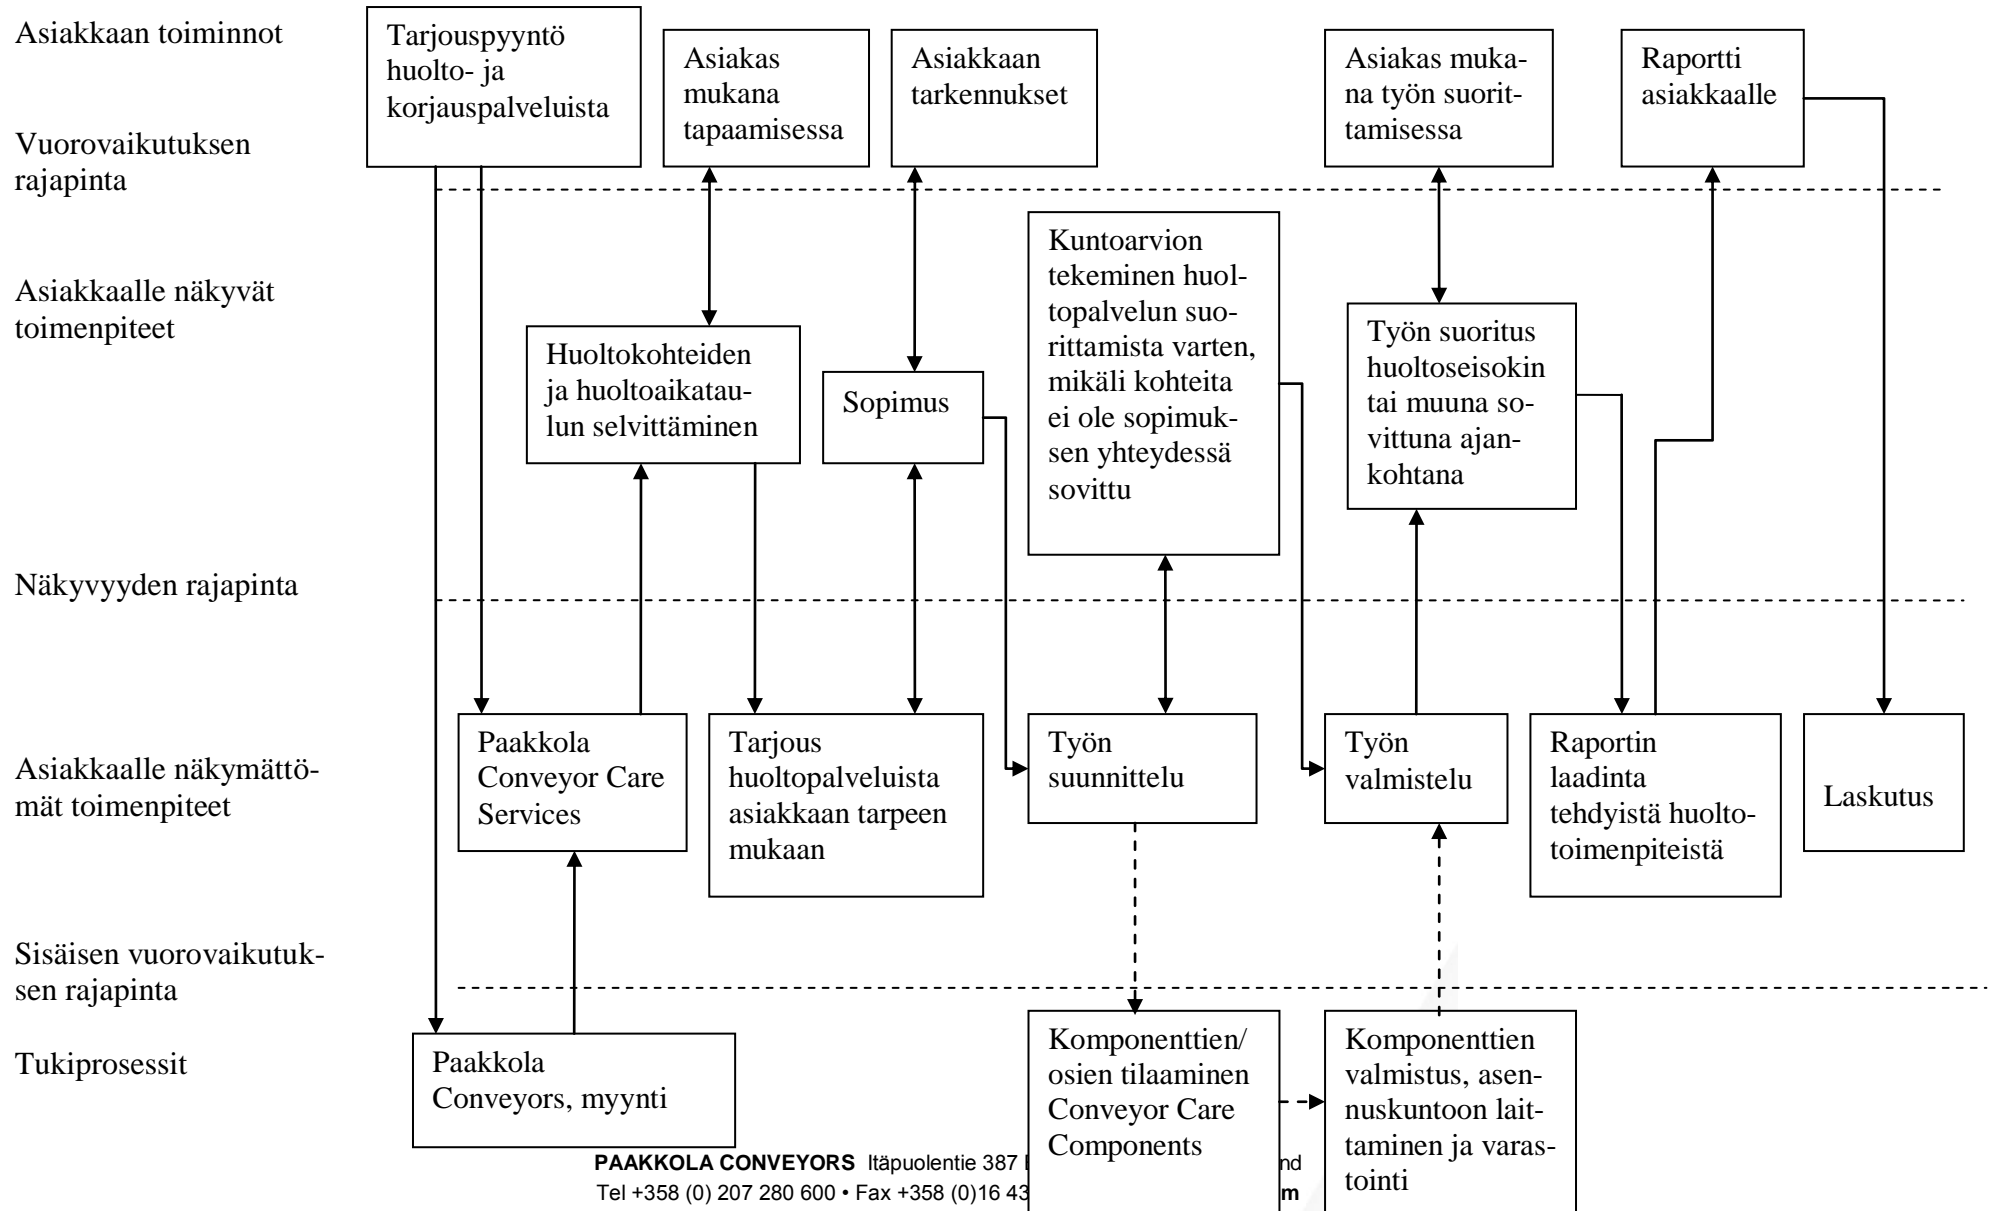 Asiakkaan toiminnot
Tarjouspyyntö
huolto- ja
korjauspalveluista
Asiakas
mukana
tapaamisessa
Asiakkaan
tarkennukset
Asiakas muka-
na työn suorit-
tamisessa
Raportti
asiakkaalle
Vuorovaikutuksen
rajapinta
Asiakkaalle näkyvät
toimenpiteet
Huoltokohteiden
ja huoltoaikatau-
lun selvittäminen
Sopimus
Kuntoarvion
tekeminen huol-
topalvelun suo-
rittamista varten,
mikäli kohteita
ei ole sopimuk-
sen yhteydessä
sovittu
Työn suoritus
huoltoseisokin
tai muuna so-
vittuna ajan-
kohtana
Näkyvyyden rajapinta
Asiakkaalle näkymättö-
mät toimenpiteet
Paakkola
Conveyor Care
Services
Tarjous
huoltopalveluista
asiakkaan tarpeen
mukaan
Työn
suunnittelu
Työn
valmistelu
Raportin
laadinta
tehdyistä huolto-
toimenpiteistä
Laskutus
Sisäisen vuorovaikutuk-
sen rajapinta
Tukiprosessit
Paakkola
Conveyors, myynti
Komponenttien/
osien tilaaminen
Conveyor Care
Components
Komponenttien
valmistus, asen-
nuskuntoon lait-
taminen ja varas-
tointi
PAAKKOLA CONVEYORS Itäpuolentie 387
Tel +358 (0) 207 280 600 • Fax +358 (0)16 43